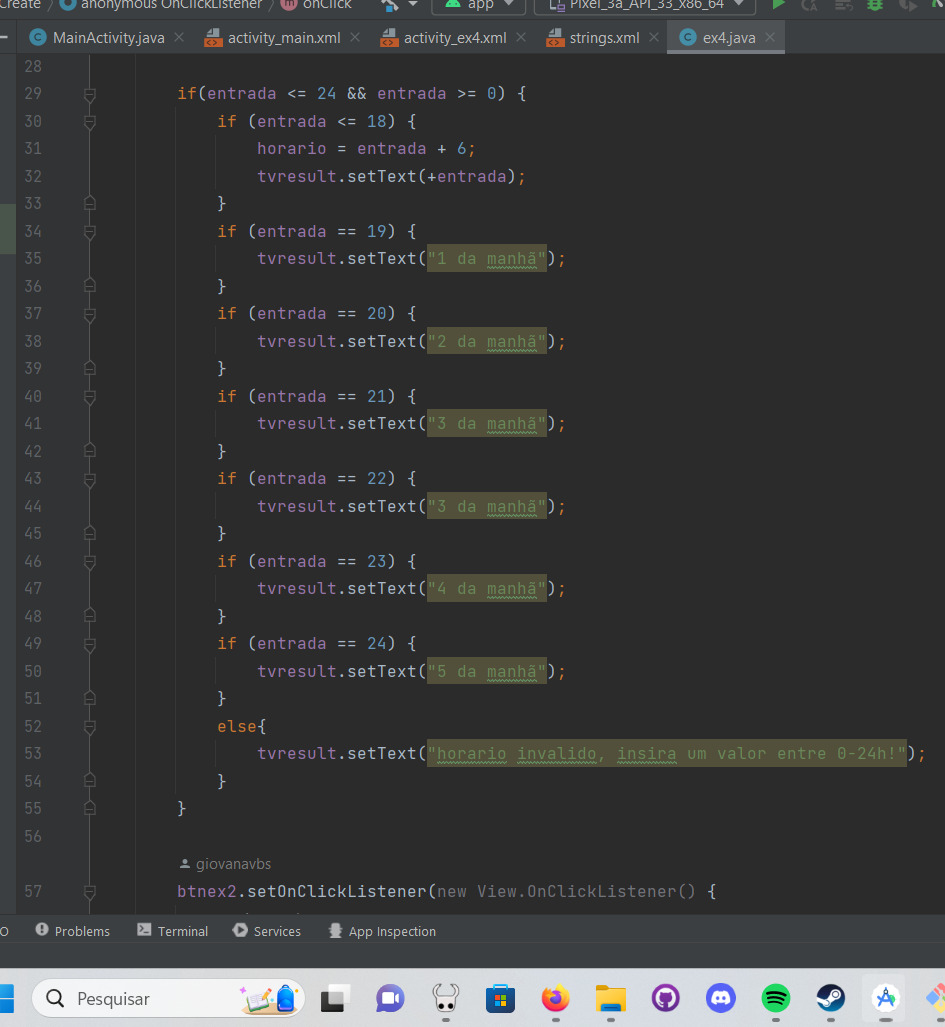 Create anonymous OnClickListener onClick app Pixel_3a_API_33_x86_64
MainActivity.java activity_main.xml activity_ex4.xml strings.xml ex4.java
28
29 if(entrada <= 24 && entrada >= 0) {
30 if (entrada <= 18) {
31 horario = entrada + 6;
32 tvresult.setText(+entrada);
33 }
34 if (entrada == 19) {
35 tvresult.setText("1 da manhã");
36 }
37 if (entrada == 20) {
38 tvresult.setText("2 da manhã");
39 }
40 if (entrada == 21) {
41 tvresult.setText("3 da manhã");
42 }
43 if (entrada == 22) {
44 tvresult.setText("3 da manhã");
45 }
46 if (entrada == 23) {
47 tvresult.setText("4 da manhã");
48 }
49 if (entrada == 24) {
50 tvresult.setText("5 da manhã");
51 }
52 else{
53 tvresult.setText("horario invalido, insira um valor entre 0-24h!");
54 }
55 }
56
giovanavbs
57 btnex2.setOnClickListener(new View.OnClickListener() {
O Problems Terminal Services App Inspection
Pesquisar